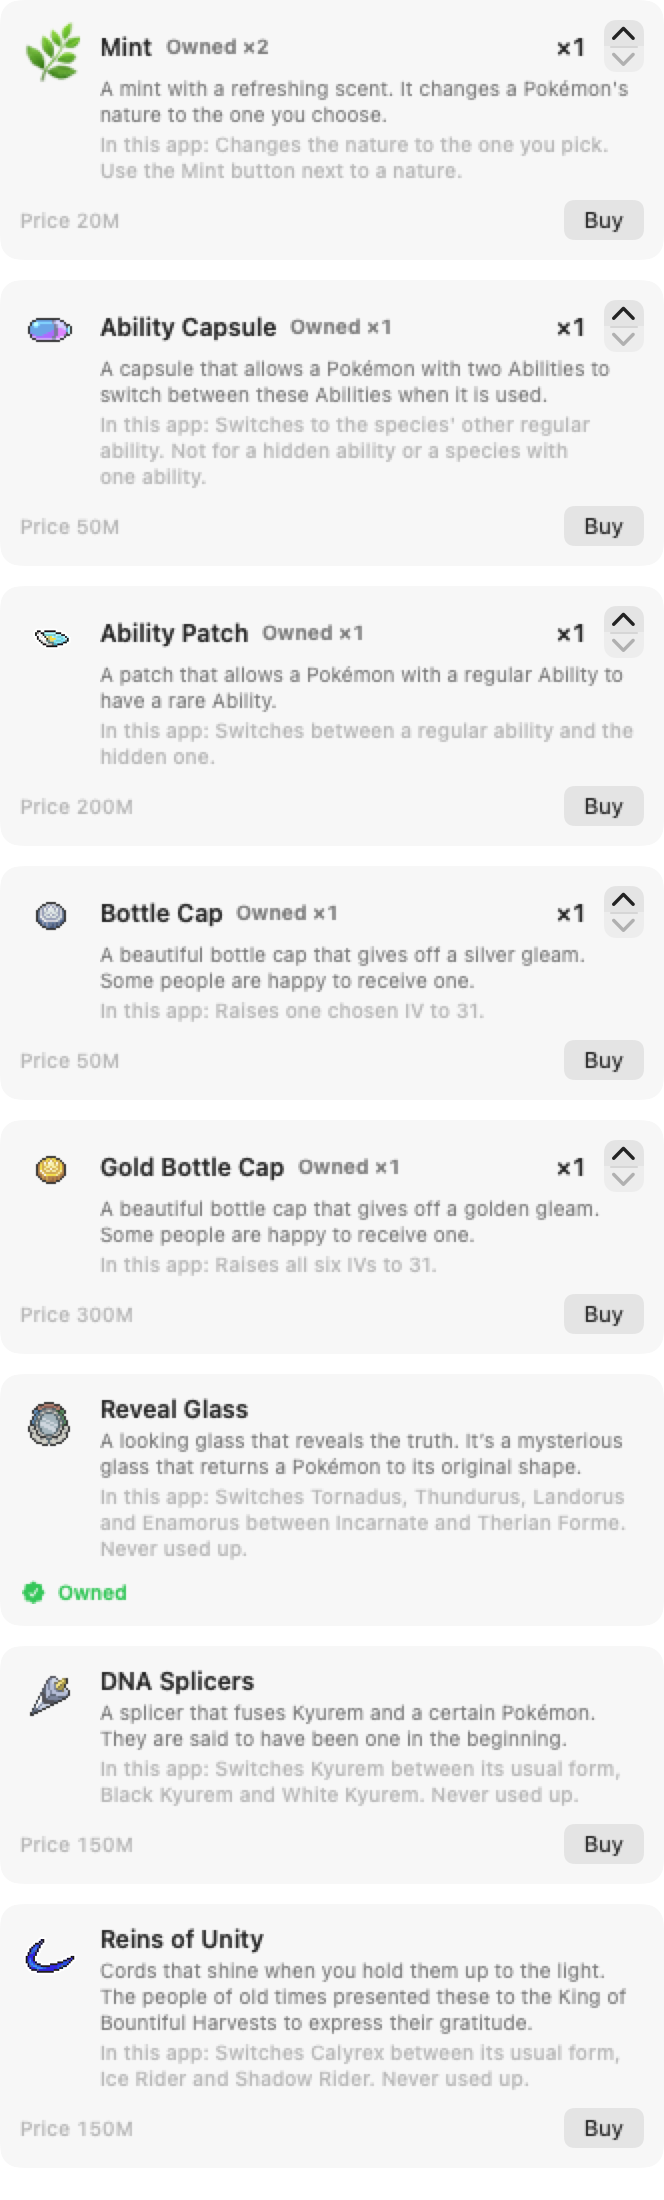 Mint Owned ×2 ×1
A mint with a refreshing scent. It changes a Pokémon's
nature to the one you choose.
In this app: Changes the nature to the one you pick.
Use the Mint button next to a nature.
Price 20M Buy
Ability Capsule Owned ×1 ×1
A capsule that allows a Pokémon with two Abilities to
switch between these Abilities when it is used.
In this app: Switches to the species' other regular
ability. Not for a hidden ability or a species with
one ability.
Price 50M Buy
Ability Patch Owned ×1 ×1
A patch that allows a Pokémon with a regular Ability to
have a rare Ability.
In this app: Switches between a regular ability and the
hidden one.
Price 200M Buy
Bottle Cap Owned ×1 ×1
A beautiful bottle cap that gives off a silver gleam.
Some people are happy to receive one.
In this app: Raises one chosen IV to 31.
Price 50M Buy
Gold Bottle Cap Owned ×1 ×1
A beautiful bottle cap that gives off a golden gleam.
Some people are happy to receive one.
In this app: Raises all six IVs to 31.
Price 300M Buy
Reveal Glass
A looking glass that reveals the truth. It’s a mysterious
glass that returns a Pokémon to its original shape.
In this app: Switches Tornadus, Thundurus, Landorus
and Enamorus between Incarnate and Therian Forme.
Never used up.
Owned
DNA Splicers
A splicer that fuses Kyurem and a certain Pokémon.
They are said to have been one in the beginning.
In this app: Switches Kyurem between its usual form,
Black Kyurem and White Kyurem. Never used up.
Price 150M Buy
Reins of Unity
Cords that shine when you hold them up to the light.
The people of old times presented these to the King of
Bountiful Harvests to express their gratitude.
In this app: Switches Calyrex between its usual form,
Ice Rider and Shadow Rider. Never used up.
Price 150M Buy